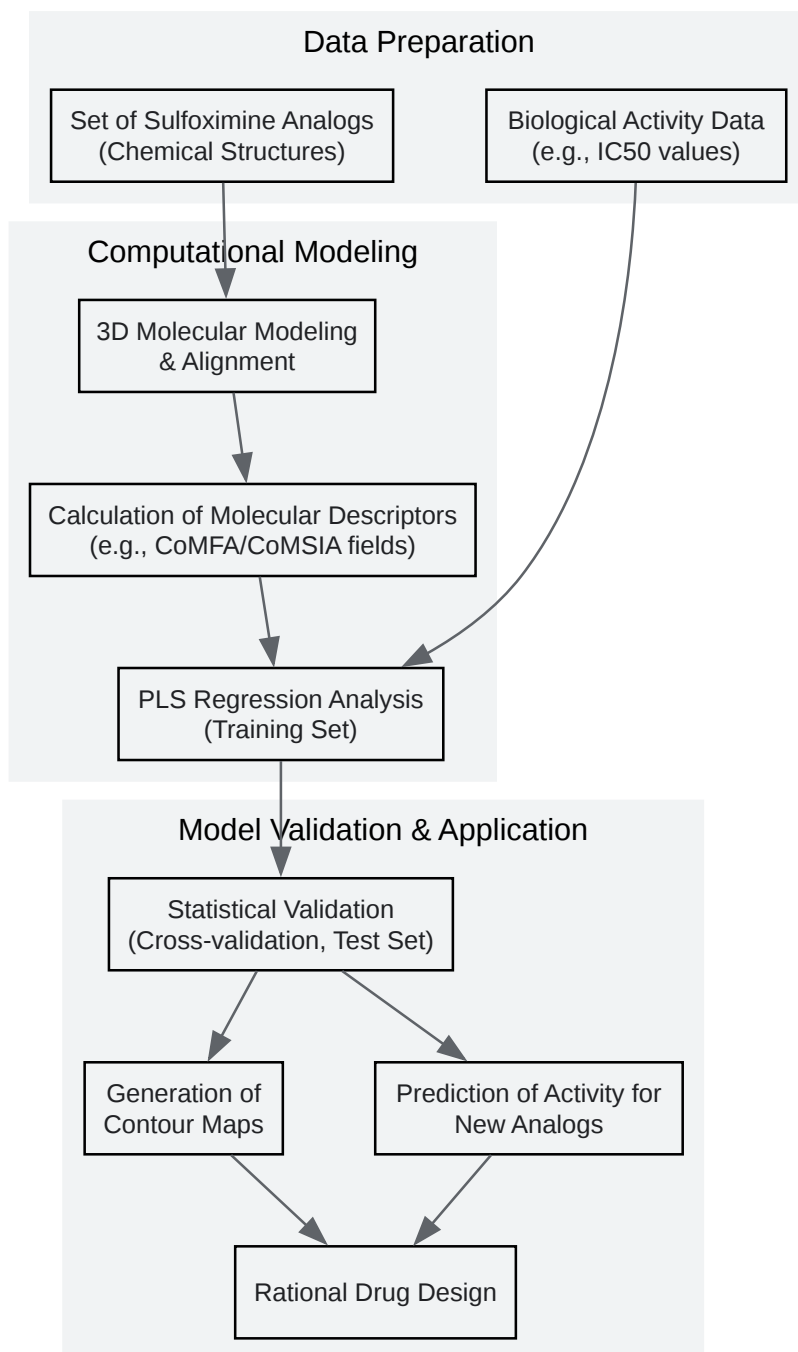 Data Preparation
Set of Sulfoximine Analogs
(Chemical Structures)
Biological Activity Data
(e.g., IC50 values)
Computational Modeling
3D Molecular Modeling
& Alignment
Calculation of Molecular Descriptors
(e.g., CoMFA/CoMSIA fields)
PLS Regression Analysis
(Training Set)
Model Validation & Application
Statistical Validation
(Cross-validation, Test Set)
Generation of
Contour Maps
Prediction of Activity for
New Analogs
Rational Drug Design